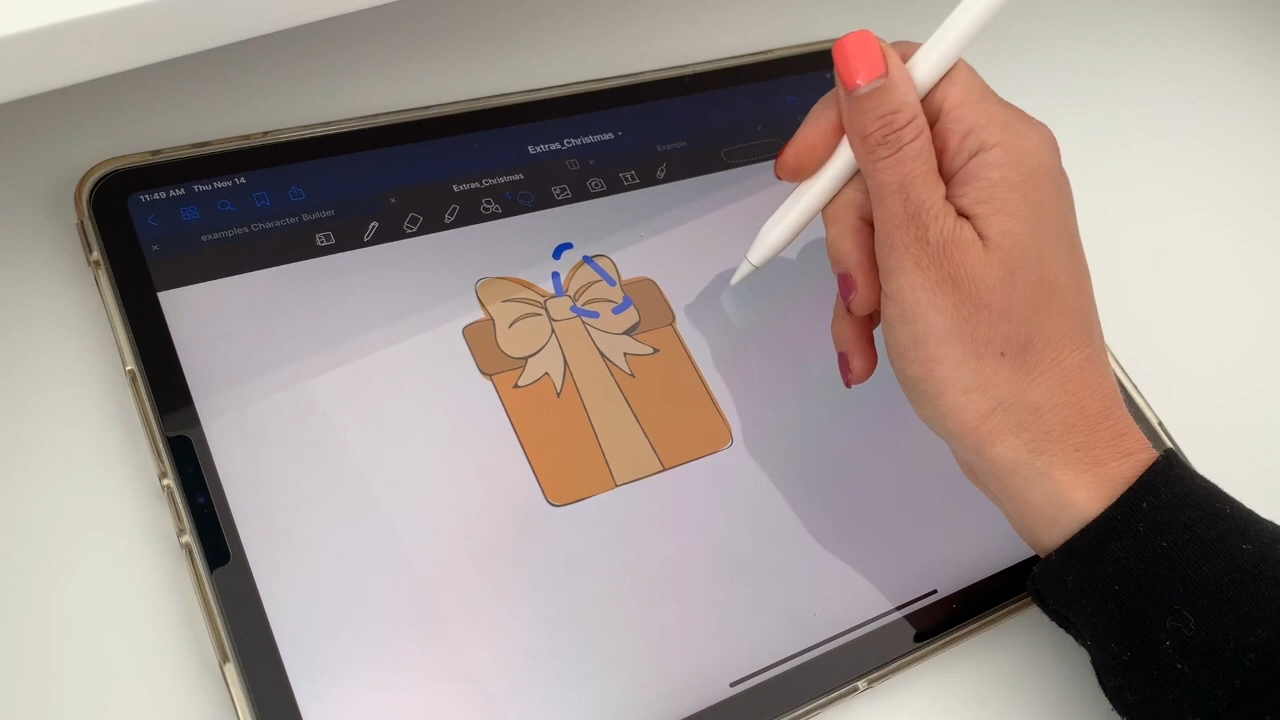 11:49 AM Thu Nov 14
Extras_Christmas
examples Character Builder
Extras_Christmas
Example